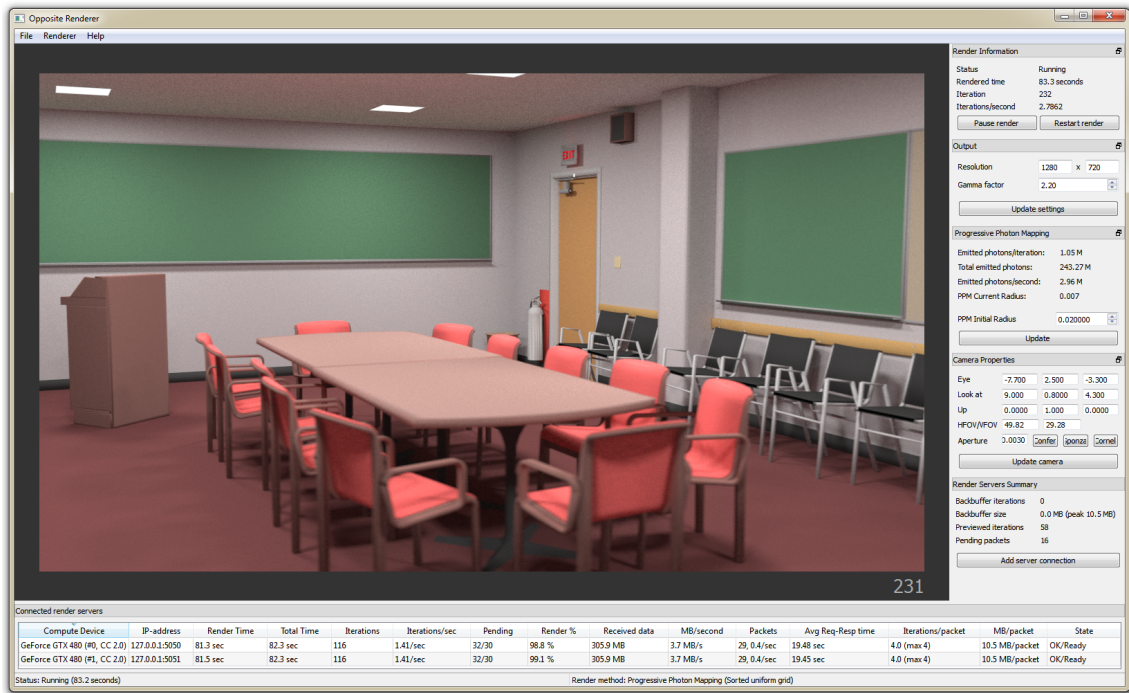 Opposite Renderer
File Renderer Help
EXIT
231
Render Information
Status Running
Rendered time 83.3 seconds
Iteration 232
Iterations/second 2.7862
Pause render Restart render
Output
Resolution 1280 x 720
Gamma factor 2.20
Update settings
Progressive Photon Mapping
Emitted photons/iteration: 1.05 M
Total emitted photons: 243.27 M
Emitted photons/second: 2.96 M
PPM Current Radius: 0.007
PPM Initial Radius 0.020000
Update
Camera Properties
Eye -7.700 2.500 -3.300
Look at 9.000 0.8000 4.300
Up 0.0000 1.000 0.0000
HFOV/VFOV 49.82 29.28
Aperture 0.0030 Confer Sponza Cornel
Update camera
Render Servers Summary
Backbuffer iterations 0
Backbuffer size 0.0 MB (peak 10.5 MB)
Previewed iterations 58
Pending packets 16
Add server connection
Connected render servers
Compute Device IP-address Render Time Total Time Iterations Iterations/sec Pending Render % Received data MB/second Packets Avg Req-Resp time Iterations/packet MB/packet State
GeForce GTX 480 (#0, CC 2.0) 127.0.0.1:5050 81.3 sec 82.3 sec 116 1.41/sec 32/30 98.8 % 305.9 MB 3.7 MB/s 29, 0.4/sec 19.48 sec 4.0 (max 4) 10.5 MB/packet OK/Ready
GeForce GTX 480 (#1, CC 2.0) 127.0.0.1:5051 81.5 sec 82.3 sec 116 1.41/sec 32/30 99.1 % 305.9 MB 3.7 MB/s 29, 0.4/sec 19.45 sec 4.0 (max 4) 10.5 MB/packet OK/Ready
Status: Running (83.2 seconds) Render method: Progressive Photon Mapping (Sorted uniform grid)